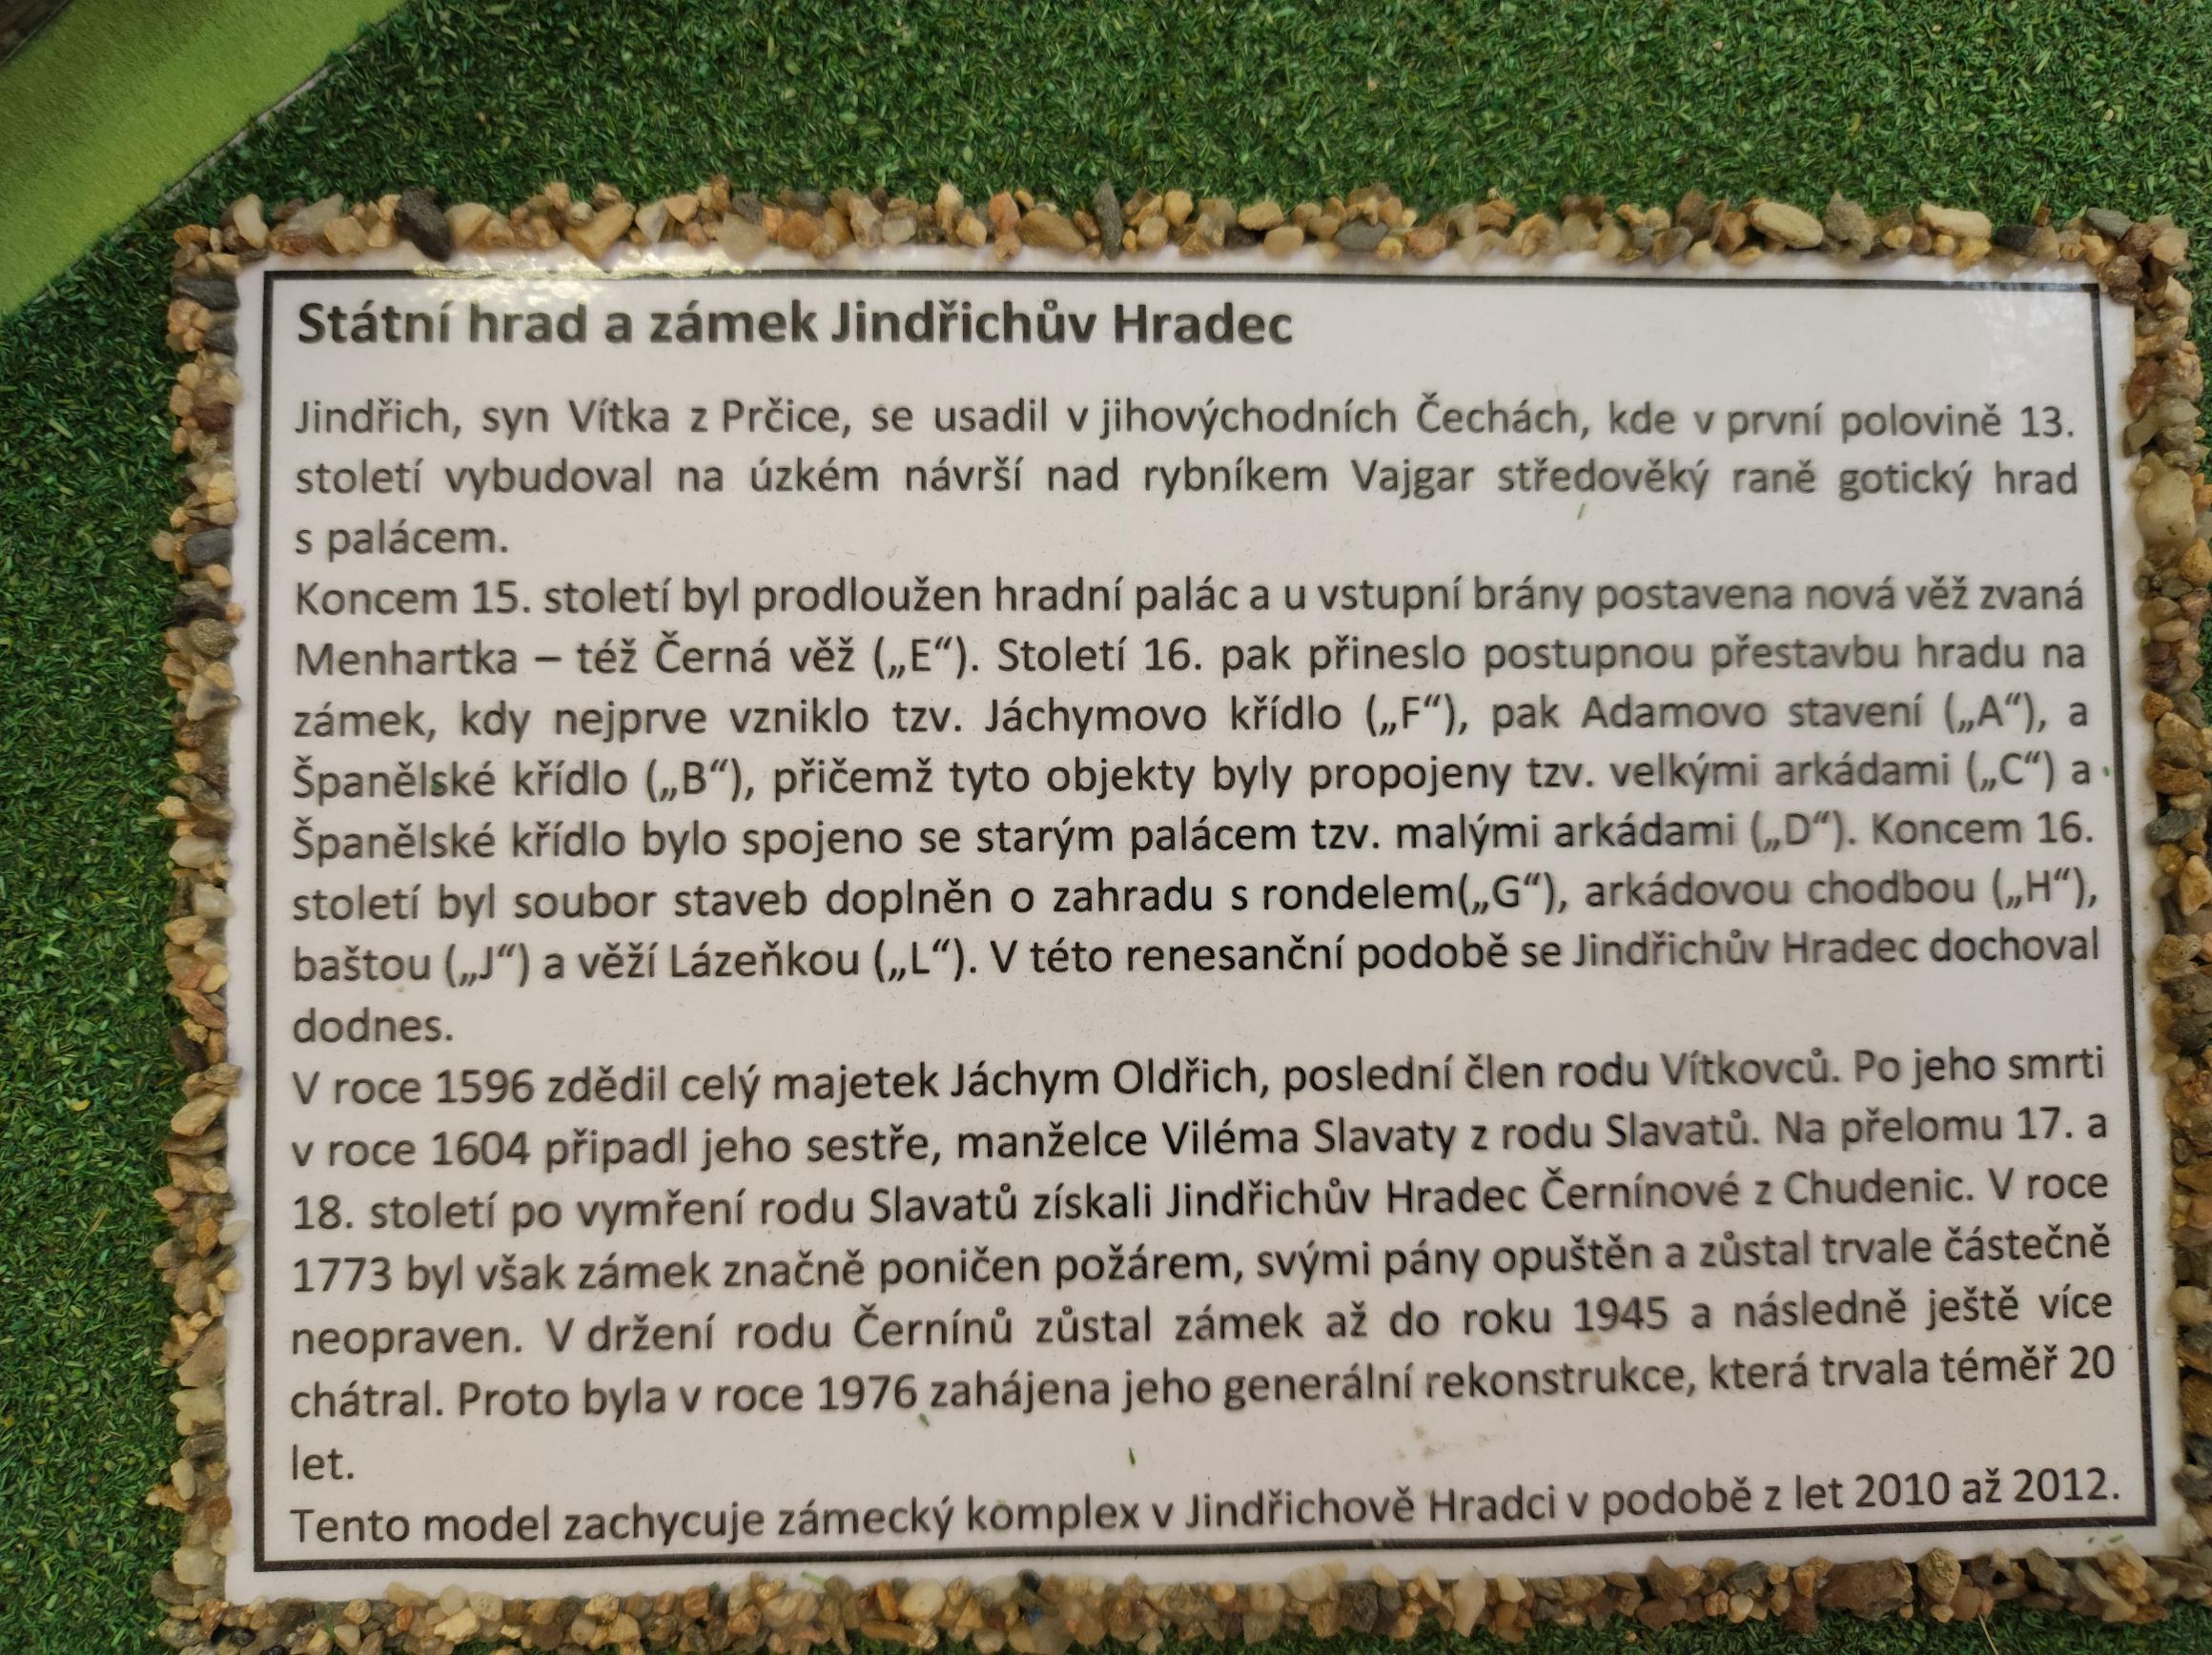 Státní hrad a zámek Jindřichův Hradec
Jindřich, syn Vítka z Prčice, se usadil v jihovýchodních Čechách, kde v první polovině 13.
století vybudoval na úzkém návrší nad rybníkem Vajgar středověký raně gotický hrad
s palácem.
Koncem 15. století byl prodloužen hradní palác a u vstupní brány postavena nová věž zvaná
Menhartka – též Černá věž („E“). Století 16. pak přineslo postupnou přestavbu hradu na
zámek, kdy nejprve vzniklo tzv. Jáchymovo křídlo („F“), pak Adamovo stavení („A“), a
Španělské křídlo („B“), přičemž tyto objekty byly propojeny tzv. velkými arkádami („C“) a
Španělské křídlo bylo spojeno se starým palácem tzv. malými arkádami („D“). Koncem 16.
století byl soubor staveb doplněn o zahradu s rondelem(„G“), arkádovou chodbou („H“),
baštou („J“) a věží Lázeňkou („L“). V této renesanční podobě se Jindřichův Hradec dochoval
dodnes.
V roce 1596 zdědil celý majetek Jáchym Oldřich, poslední člen rodu Vítkovců. Po jeho smrti
v roce 1604 připadl jeho sestře, manželce Viléma Slavaty z rodu Slavatů. Na přelomu 17. a
18. století po vymření rodu Slavatů získali Jindřichův Hradec Černínové z Chudenic. V roce
1773 byl však zámek značně poničen požárem, svými pány opuštěn a zůstal trvale částečně
neopraven. V držení rodu Černínů zůstal zámek až do roku 1945 a následně ještě více
chátral. Proto byla v roce 1976 zahájena jeho generální rekonstrukce, která trvala téměř 20
let.
Tento model zachycuje zámecký komplex v Jindřichově Hradci v podobě z let 2010 až 2012.